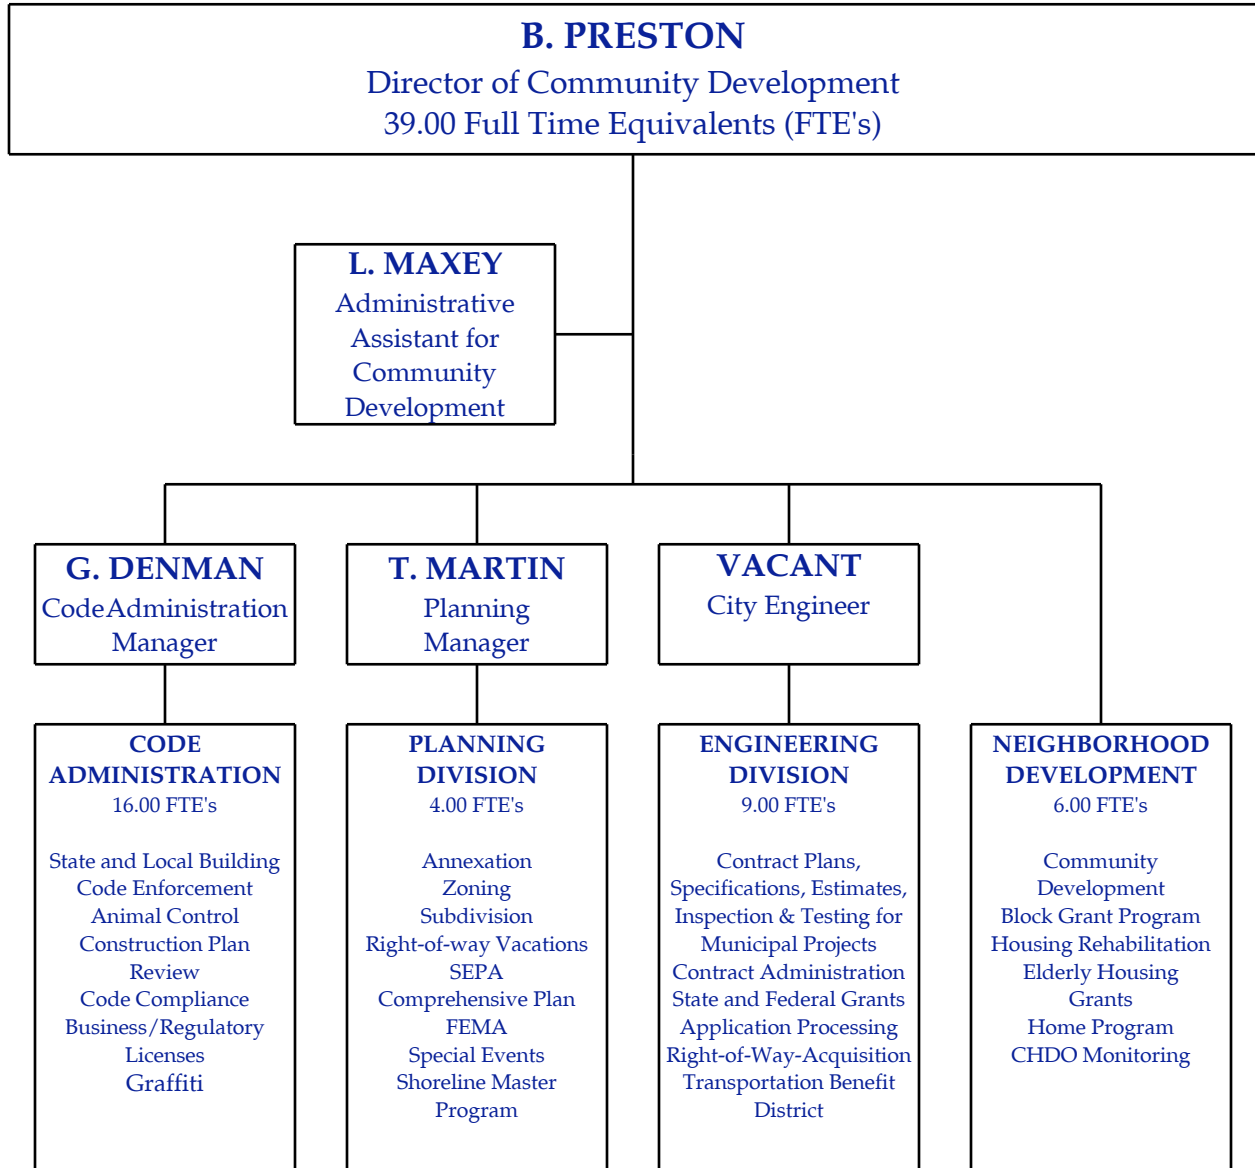 B. PRESTON
Director of Community Development
39.00 Full Time Equivalents (FTE's)
L. MAXEY
Administrative
Assistant for
Community
Development
G. DENMAN
CodeAdministration
Manager
T. MARTIN
Planning
Manager
VACANT
City Engineer
CODE
ADMINISTRATION
16.00 FTE's
State and Local Building
Code Enforcement
Animal Control
Construction Plan
Review
Code Compliance
Business/Regulatory
Licenses
Graffiti
PLANNING
DIVISION
4.00 FTE's
Annexation
Zoning
Subdivision
Right-of-way Vacations
SEPA
Comprehensive Plan
FEMA
Special Events
Shoreline Master
Program
ENGINEERING
DIVISION
9.00 FTE's
Contract Plans,
Specifications, Estimates,
Inspection & Testing for
Municipal Projects
Contract Administration
State and Federal Grants
Application Processing
Right-of-Way-Acquisition
Transportation Benefit
District
NEIGHBORHOOD
DEVELOPMENT
6.00 FTE's
Community
Development
Block Grant Program
Housing Rehabilitation
Elderly Housing
Grants
Home Program
CHDO Monitoring